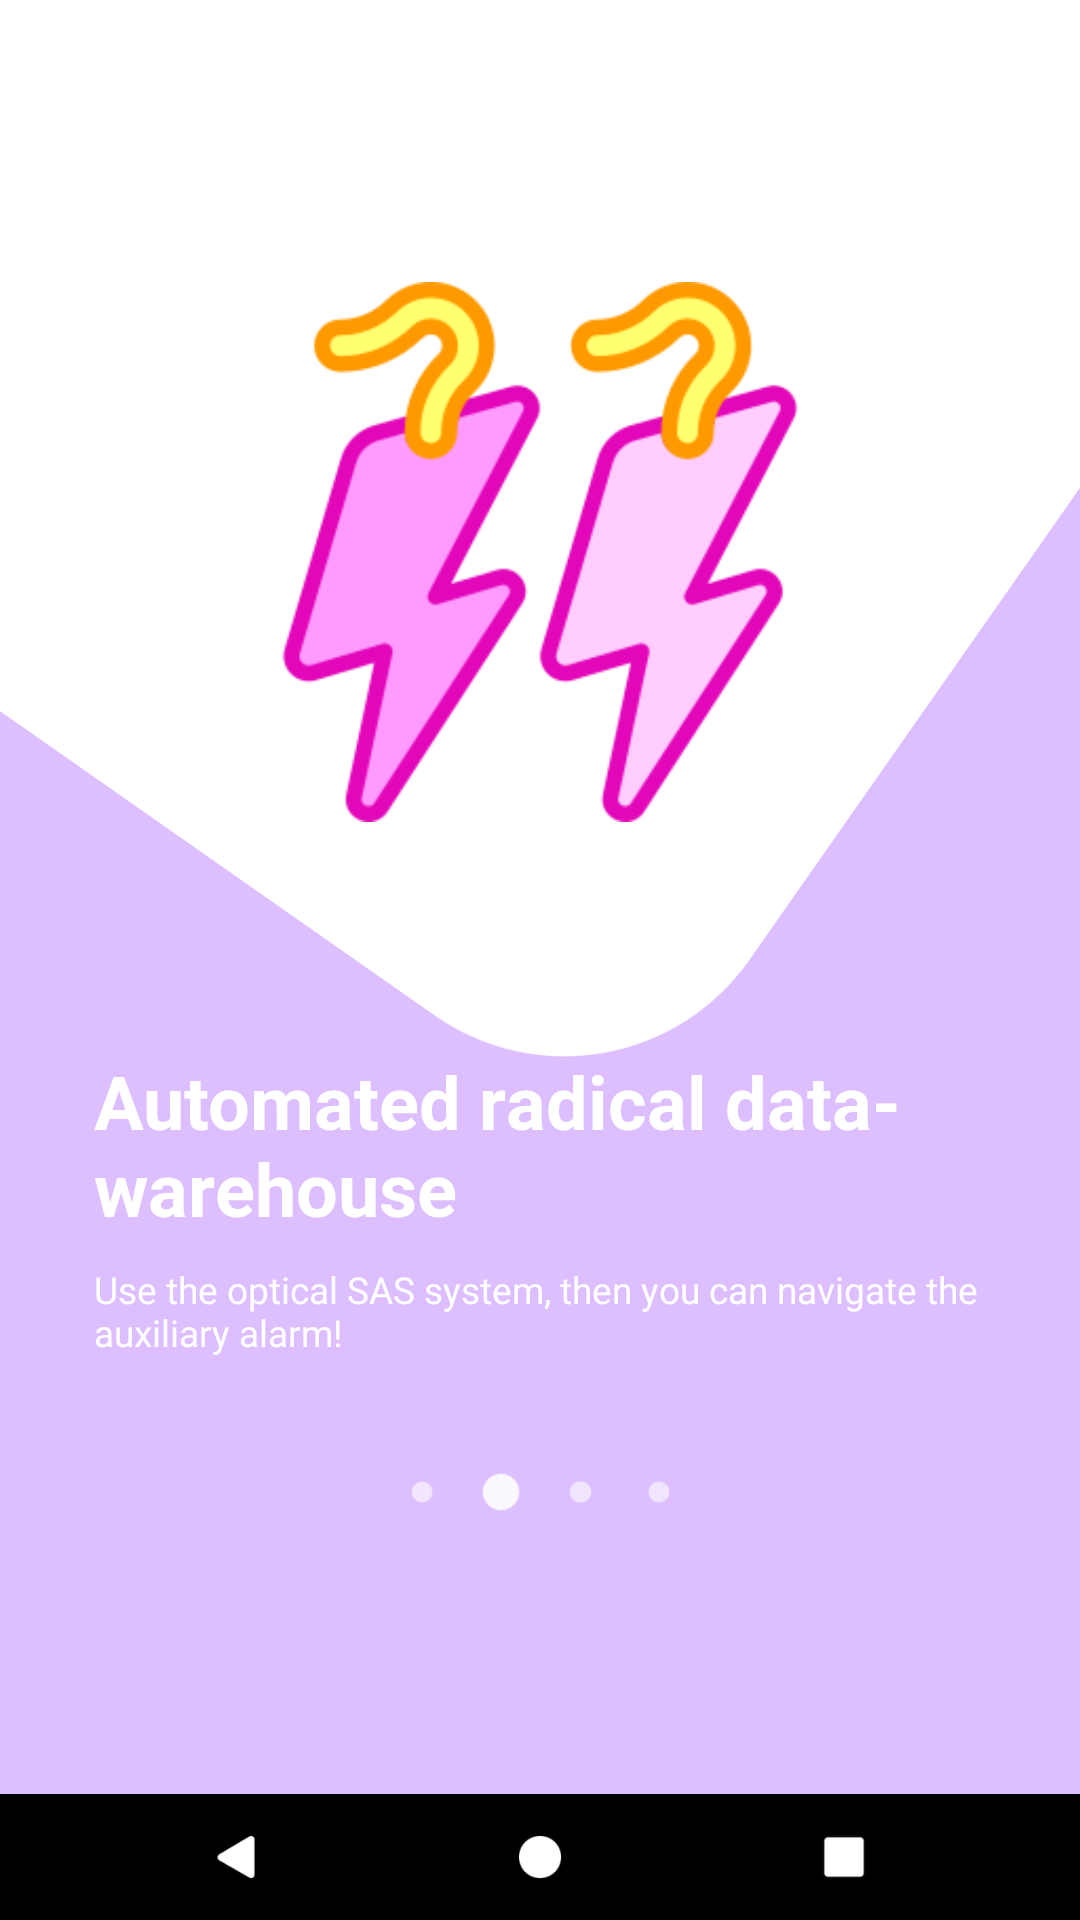 Automated radical data-
warehouse
Use the optical SAS system, then you can navigate the
auxiliary alarm!